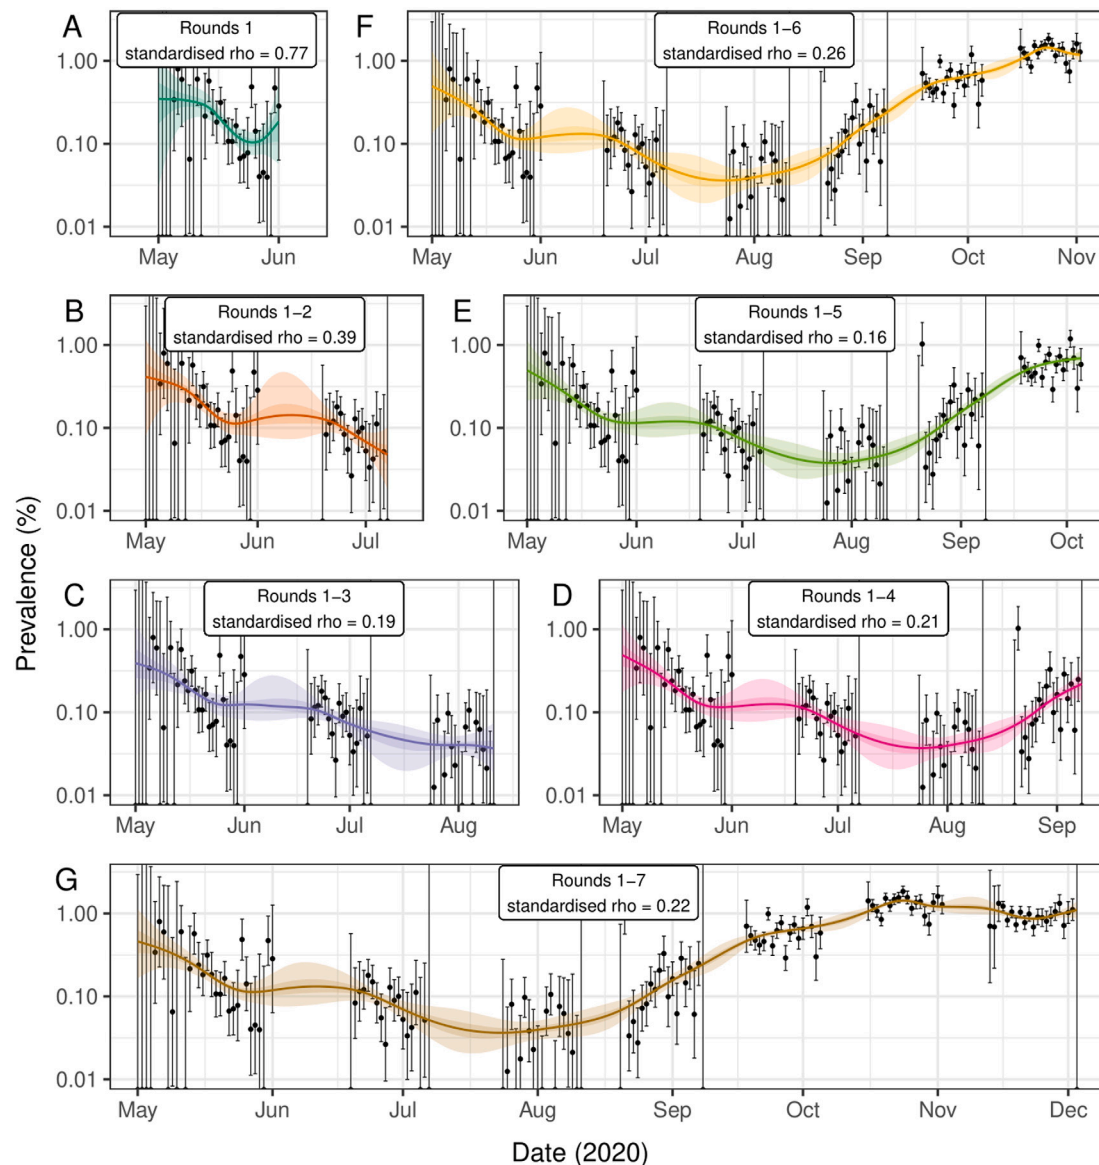 A
Rounds 1
standardised rho = 0.77
1.00
0.10
0.01
May Jun
F
Rounds 1−6
standardised rho = 0.26
1.00
0.10
0.01
May Jun Jul Aug Sep Oct Nov
B
Rounds 1−2
standardised rho = 0.39
1.00
0.10
0.01
May Jun Jul
E
Rounds 1−5
standardised rho = 0.16
1.00
0.10
0.01
May Jun Jul Aug Sep Oct
Prevalence (%)
C
Rounds 1−3
standardised rho = 0.19
1.00
0.10
0.01
May Jun Jul Aug
D
Rounds 1−4
standardised rho = 0.21
1.00
0.10
0.01
May Jun Jul Aug Sep
G
Rounds 1−7
standardised rho = 0.22
1.00
0.10
0.01
May Jun Jul Aug Sep Oct Nov Dec
Date (2020)